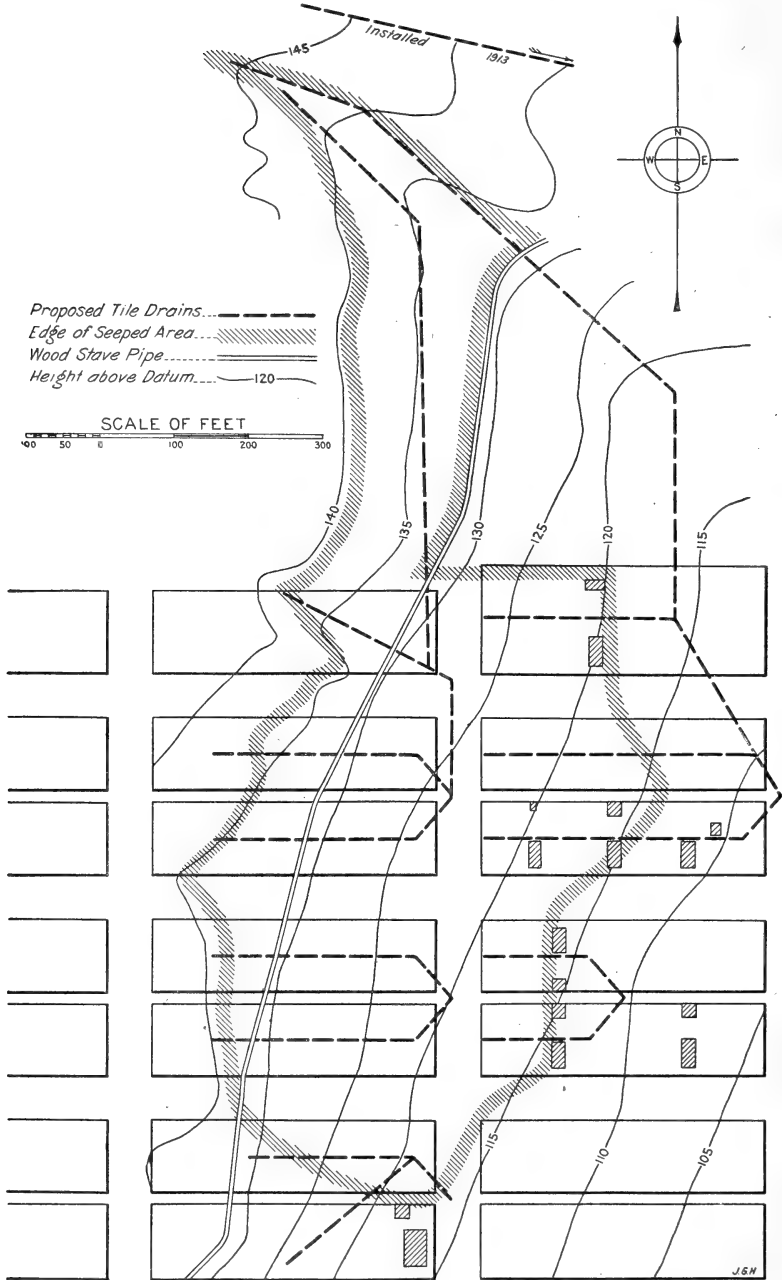 145
Installed
1913
N
W E
S
Proposed Tile Drains
Edge of Seeped Area
Wood Stave Pipe
Height above Datum 120
SCALE OF FEET
100 50 0 100 200 300
140
135
130
125
120
115
115
110
105
J.G.H